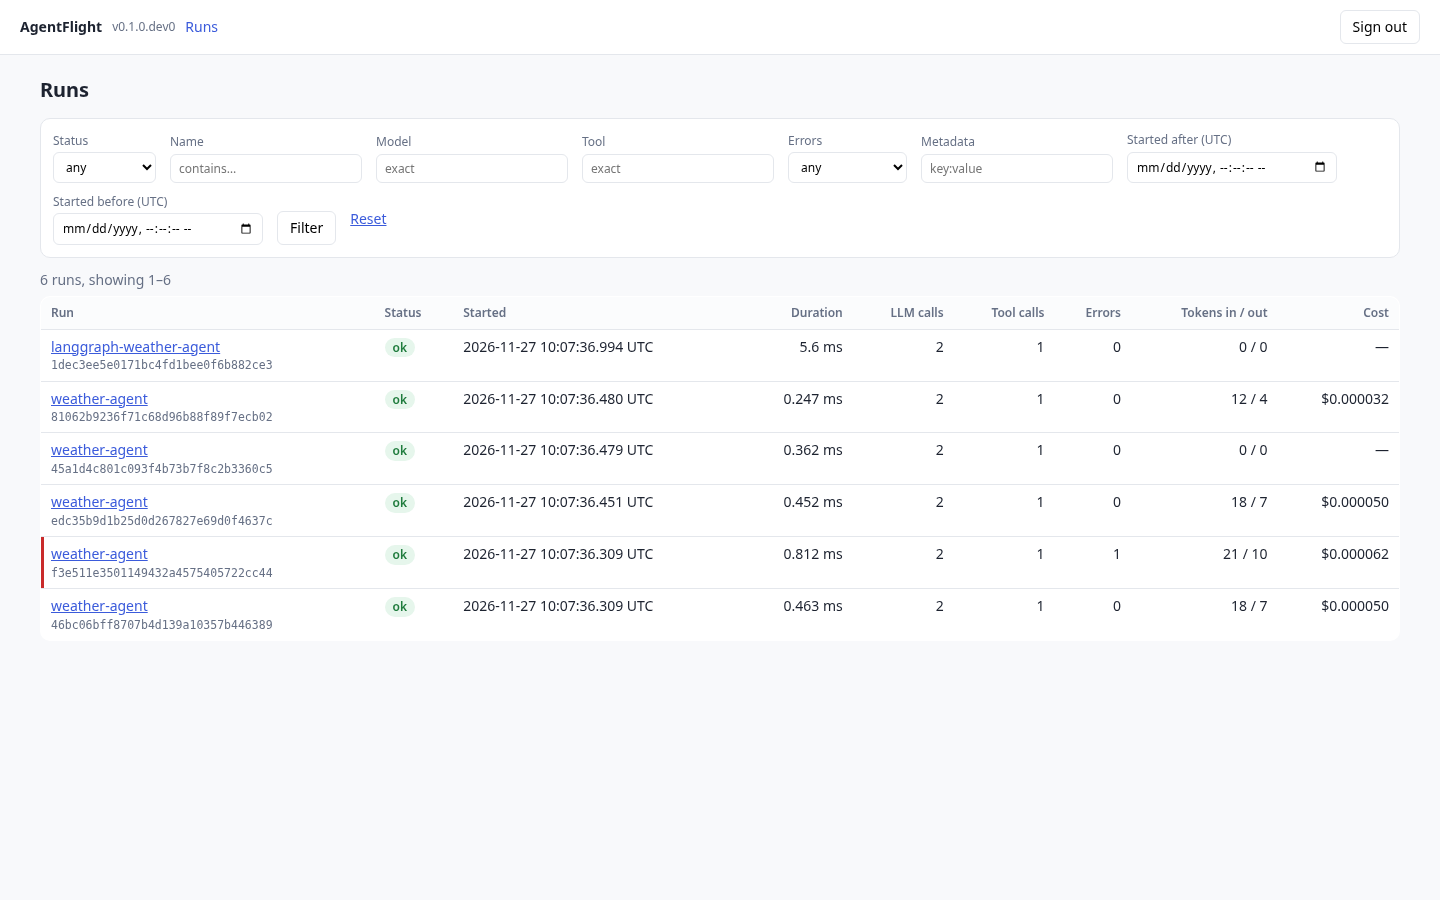 AgentFlight v0.1.0.dev0 Runs Sign out
Runs
Status Name Model Tool Errors Metadata Started after (UTC)
any contains... exact exact any key:value mm/dd/yyyy, --:--:-- --
Started before (UTC)
mm/dd/yyyy, --:--:-- -- Filter Reset
6 runs, showing 1–6
Run Status Started Duration LLM calls Tool calls Errors Tokens in / out Cost
langgraph-weather-agent ok 2026-11-27 10:07:36.994 UTC 5.6 ms 2 1 0 0 / 0 —
1dec3ee5e0171bc4fd1bee0f6b882ce3
weather-agent ok 2026-11-27 10:07:36.480 UTC 0.247 ms 2 1 0 12 / 4 $0.000032
81062b9236f71c68d96b88f89f7ecb02
weather-agent ok 2026-11-27 10:07:36.479 UTC 0.362 ms 2 1 0 0 / 0 —
45a1d4c801c093f4b73b7f8c2b3360c5
weather-agent ok 2026-11-27 10:07:36.451 UTC 0.452 ms 2 1 0 18 / 7 $0.000050
edc35b9d1b25d0d267827e69d0f4637c
weather-agent ok 2026-11-27 10:07:36.309 UTC 0.812 ms 2 1 1 21 / 10 $0.000062
f3e511e3501149432a4575405722cc44
weather-agent ok 2026-11-27 10:07:36.309 UTC 0.463 ms 2 1 0 18 / 7 $0.000050
46bc06bff8707b4d139a10357b446389